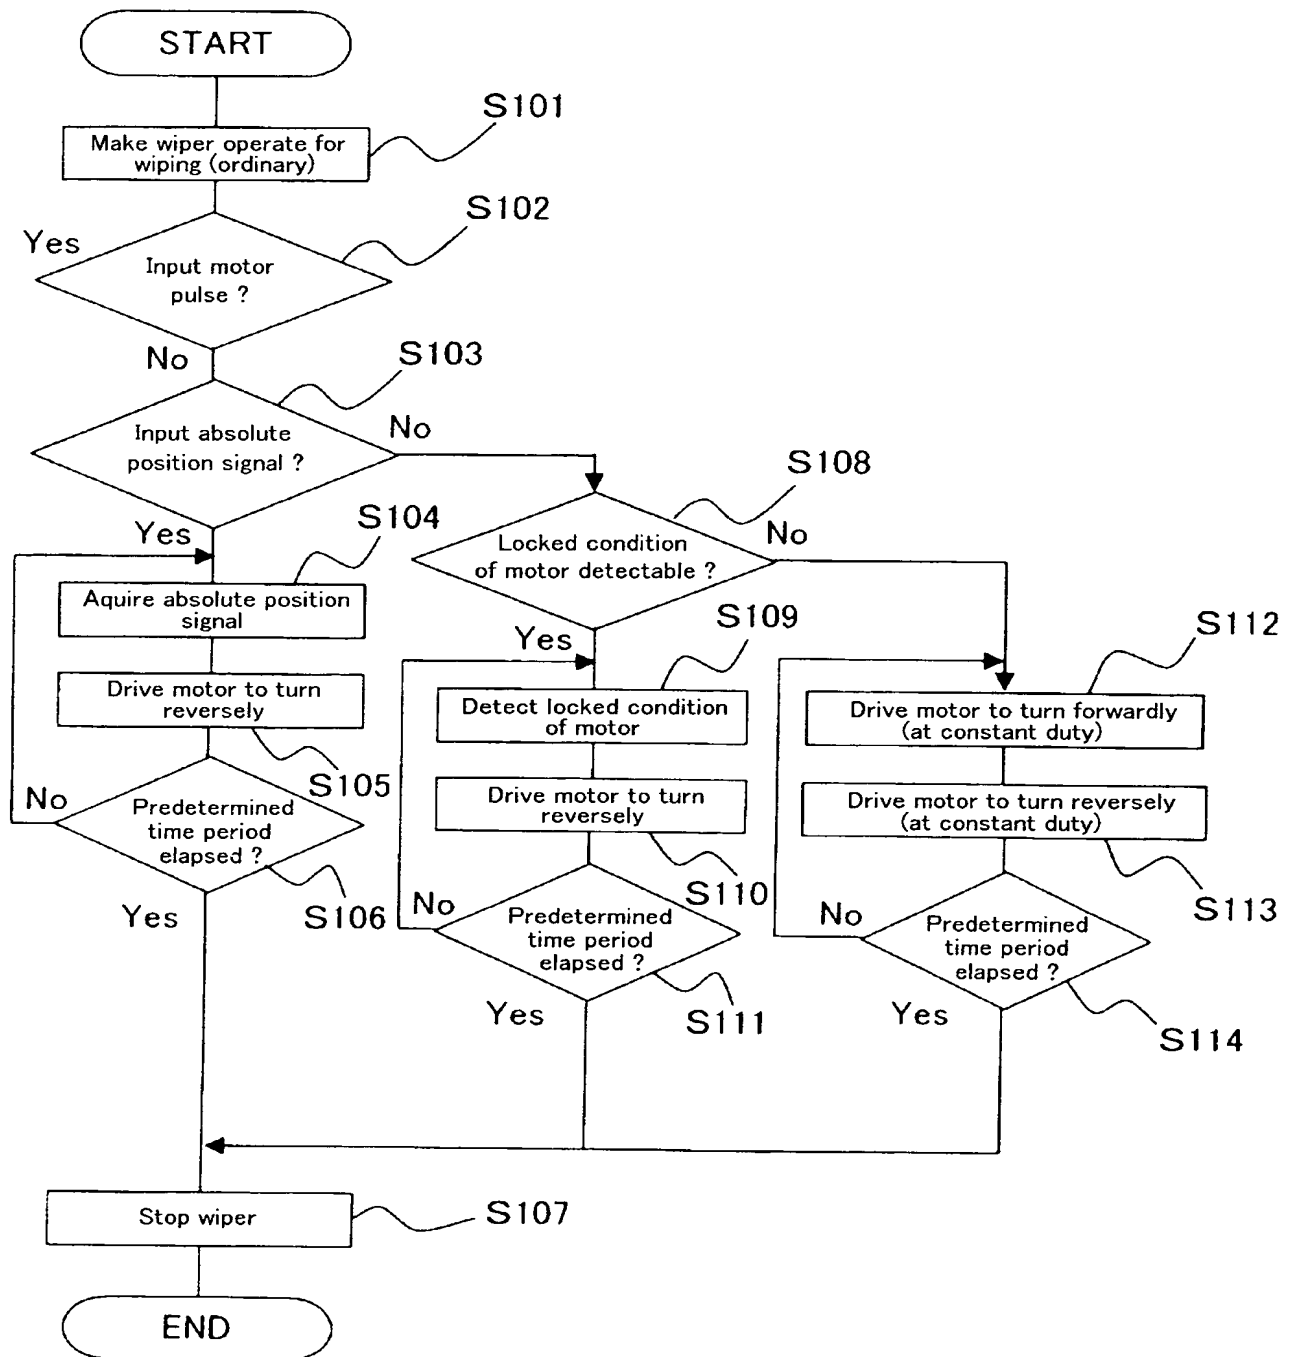 START
S101
Make wiper operate for
wiping (ordinary)
S102
Yes
Input motor
pulse ?
No
S103
Input absolute
position signal ?
No
S108
Yes
S104
Locked condition
of motor detectable ?
No
Aquire absolute position
signal
Yes
S109
S112
Drive motor to turn
reversely
Detect locked condition
of motor
Drive motor to turn forwardly
(at constant duty)
S105
No
Predetermined
time period
elapsed ?
Drive motor to turn
reversely
Drive motor to turn reversely
(at constant duty)
S106
Yes
S110
No
Predetermined
time period
elapsed ?
S113
No
Predetermined
time period
elapsed ?
Yes
S111
Yes
S114
Stop wiper
S107
END